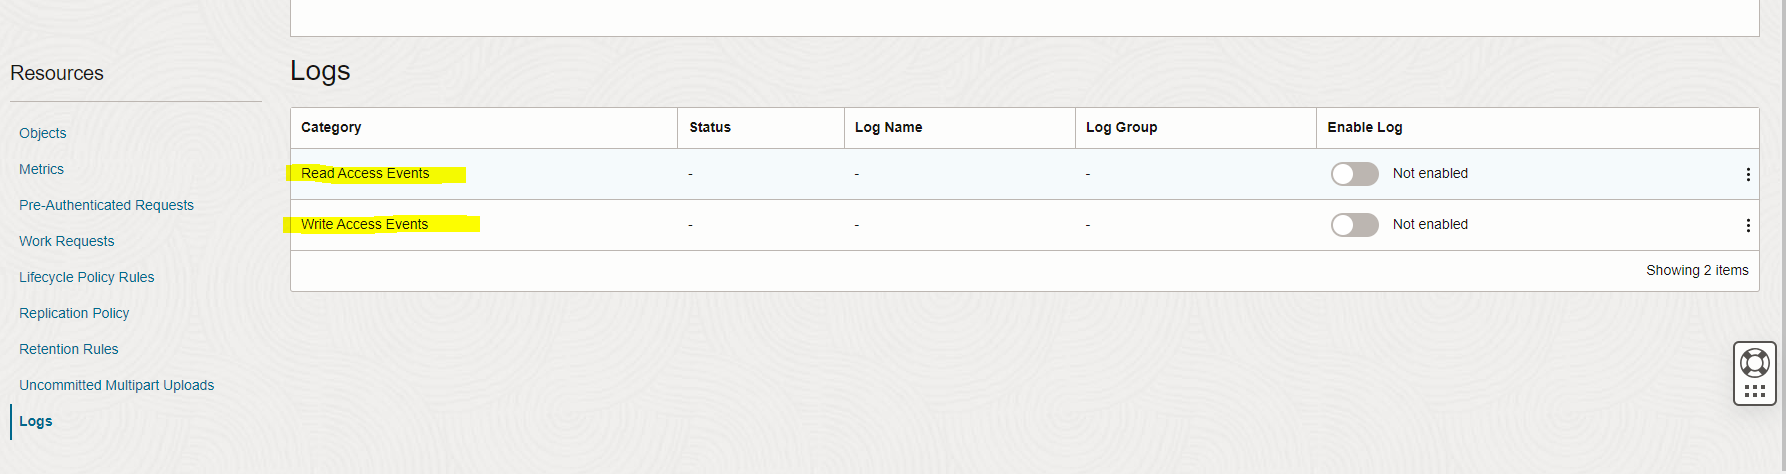 Resources
Objects
Metrics
Pre-Authenticated Requests
Work Requests
Lifecycle Policy Rules
Replication Policy
Retention Rules
Uncommitted Multipart Uploads
Logs
Logs
Category Status Log Name Log Group Enable Log
Read Access Events - - - Not enabled
Write Access Events - - - Not enabled
Showing 2 items